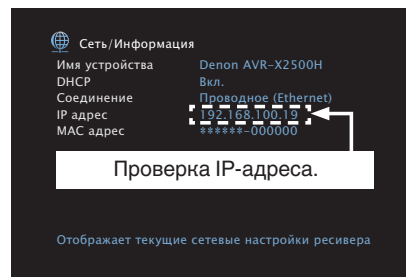 Сеть/Информация
Имя устройства Denon AVR-X2500H
DHCP Вкл.
Соединение Проводное (Ethernet)
IP адрес 192.168.100.19
MAC адрес ******-000000
Проверка IP-адреса.
Отображает текущие сетевые настройки ресивера